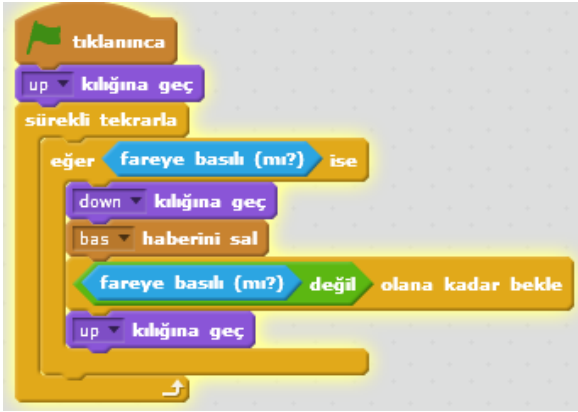 tıklanınca
up kılığına geç
sürekli tekrarla
eğer fareye basılı (mı?) ise
down kılığına geç
bas haberini sal
fareye basılı (mı?) değil olana kadar bekle
up kılığına geç